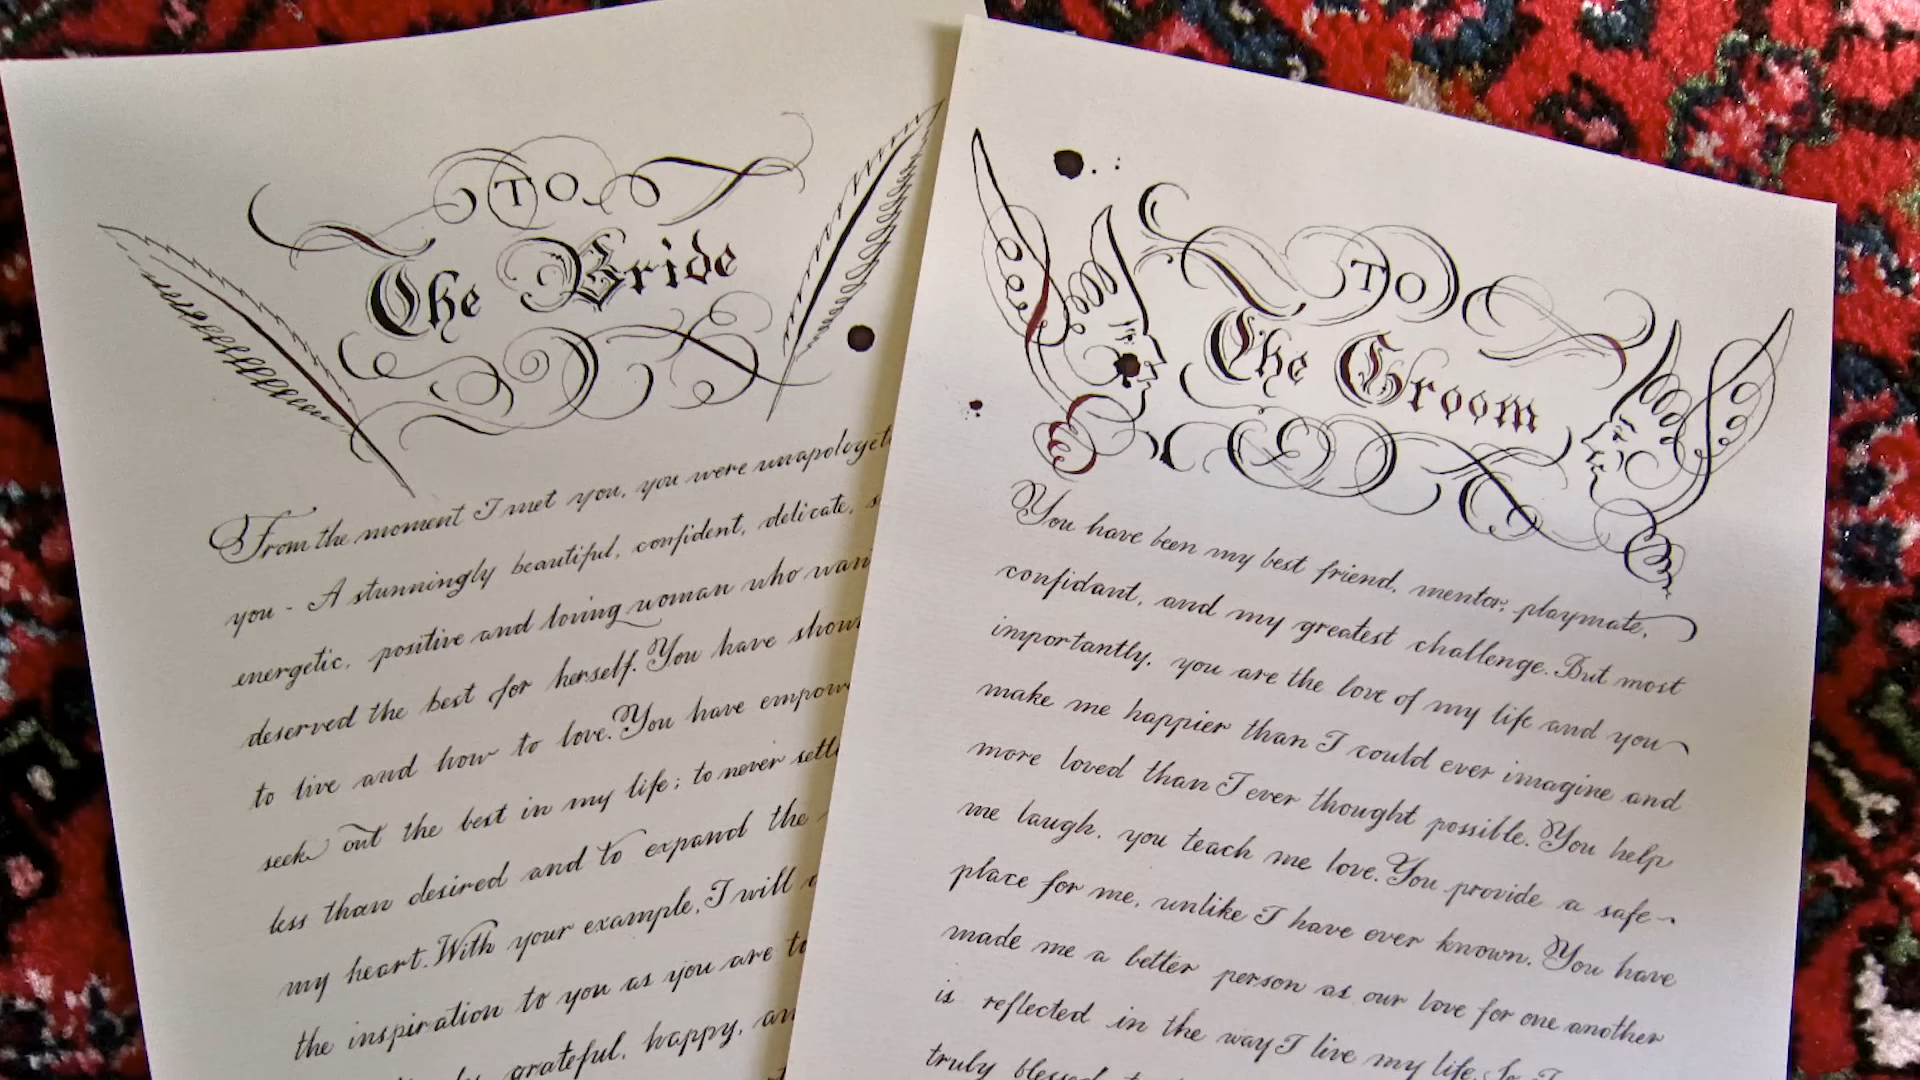 TO
The Bride
From the moment I met you, you were
you - A stunningly beautiful, confident, delicate,
energetic, positive and loving woman who
deserved the best for herself. You have
to live and how to love. You have
seek out the best in my life; to never
less than desired and to expand the
my heart. With your example, I will
the inspiration to you as you are
grateful, happy,
TO
The Groom
You have been my best friend, mentor, playmate,
confidant, and my greatest challenge. But most
importantly, you are the love of my life and you
make me happier than I could ever imagine and
more loved than I ever thought possible. You help
me laugh, you teach me love. You provide a safe
place for me, unlike I have ever known. You have
made me a better person as our love for one another
is reflected in the way I live my life. So I
truly blessed